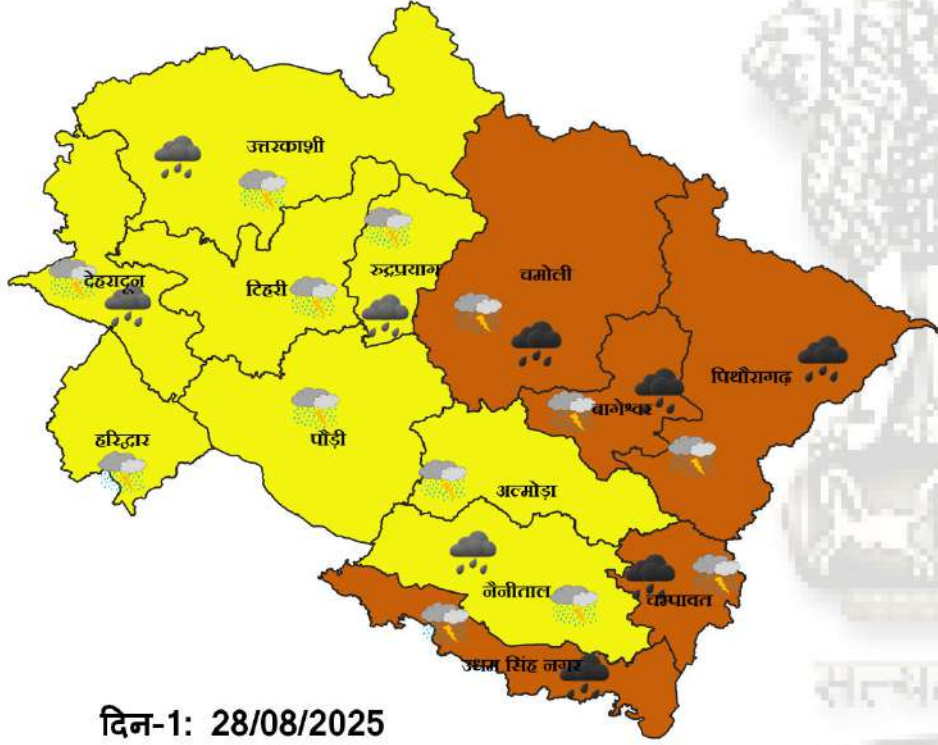 उत्तरकाशी
देहरादून
टिहरी
रुद्रप्रयाग
चमोली
पिथौरागढ़
बागेश्वर
हरिद्वार
पौड़ी
अल्मोड़ा
नैनीताल
चम्पावत
उधम सिंह नगर
दिन-1: 28/08/2025